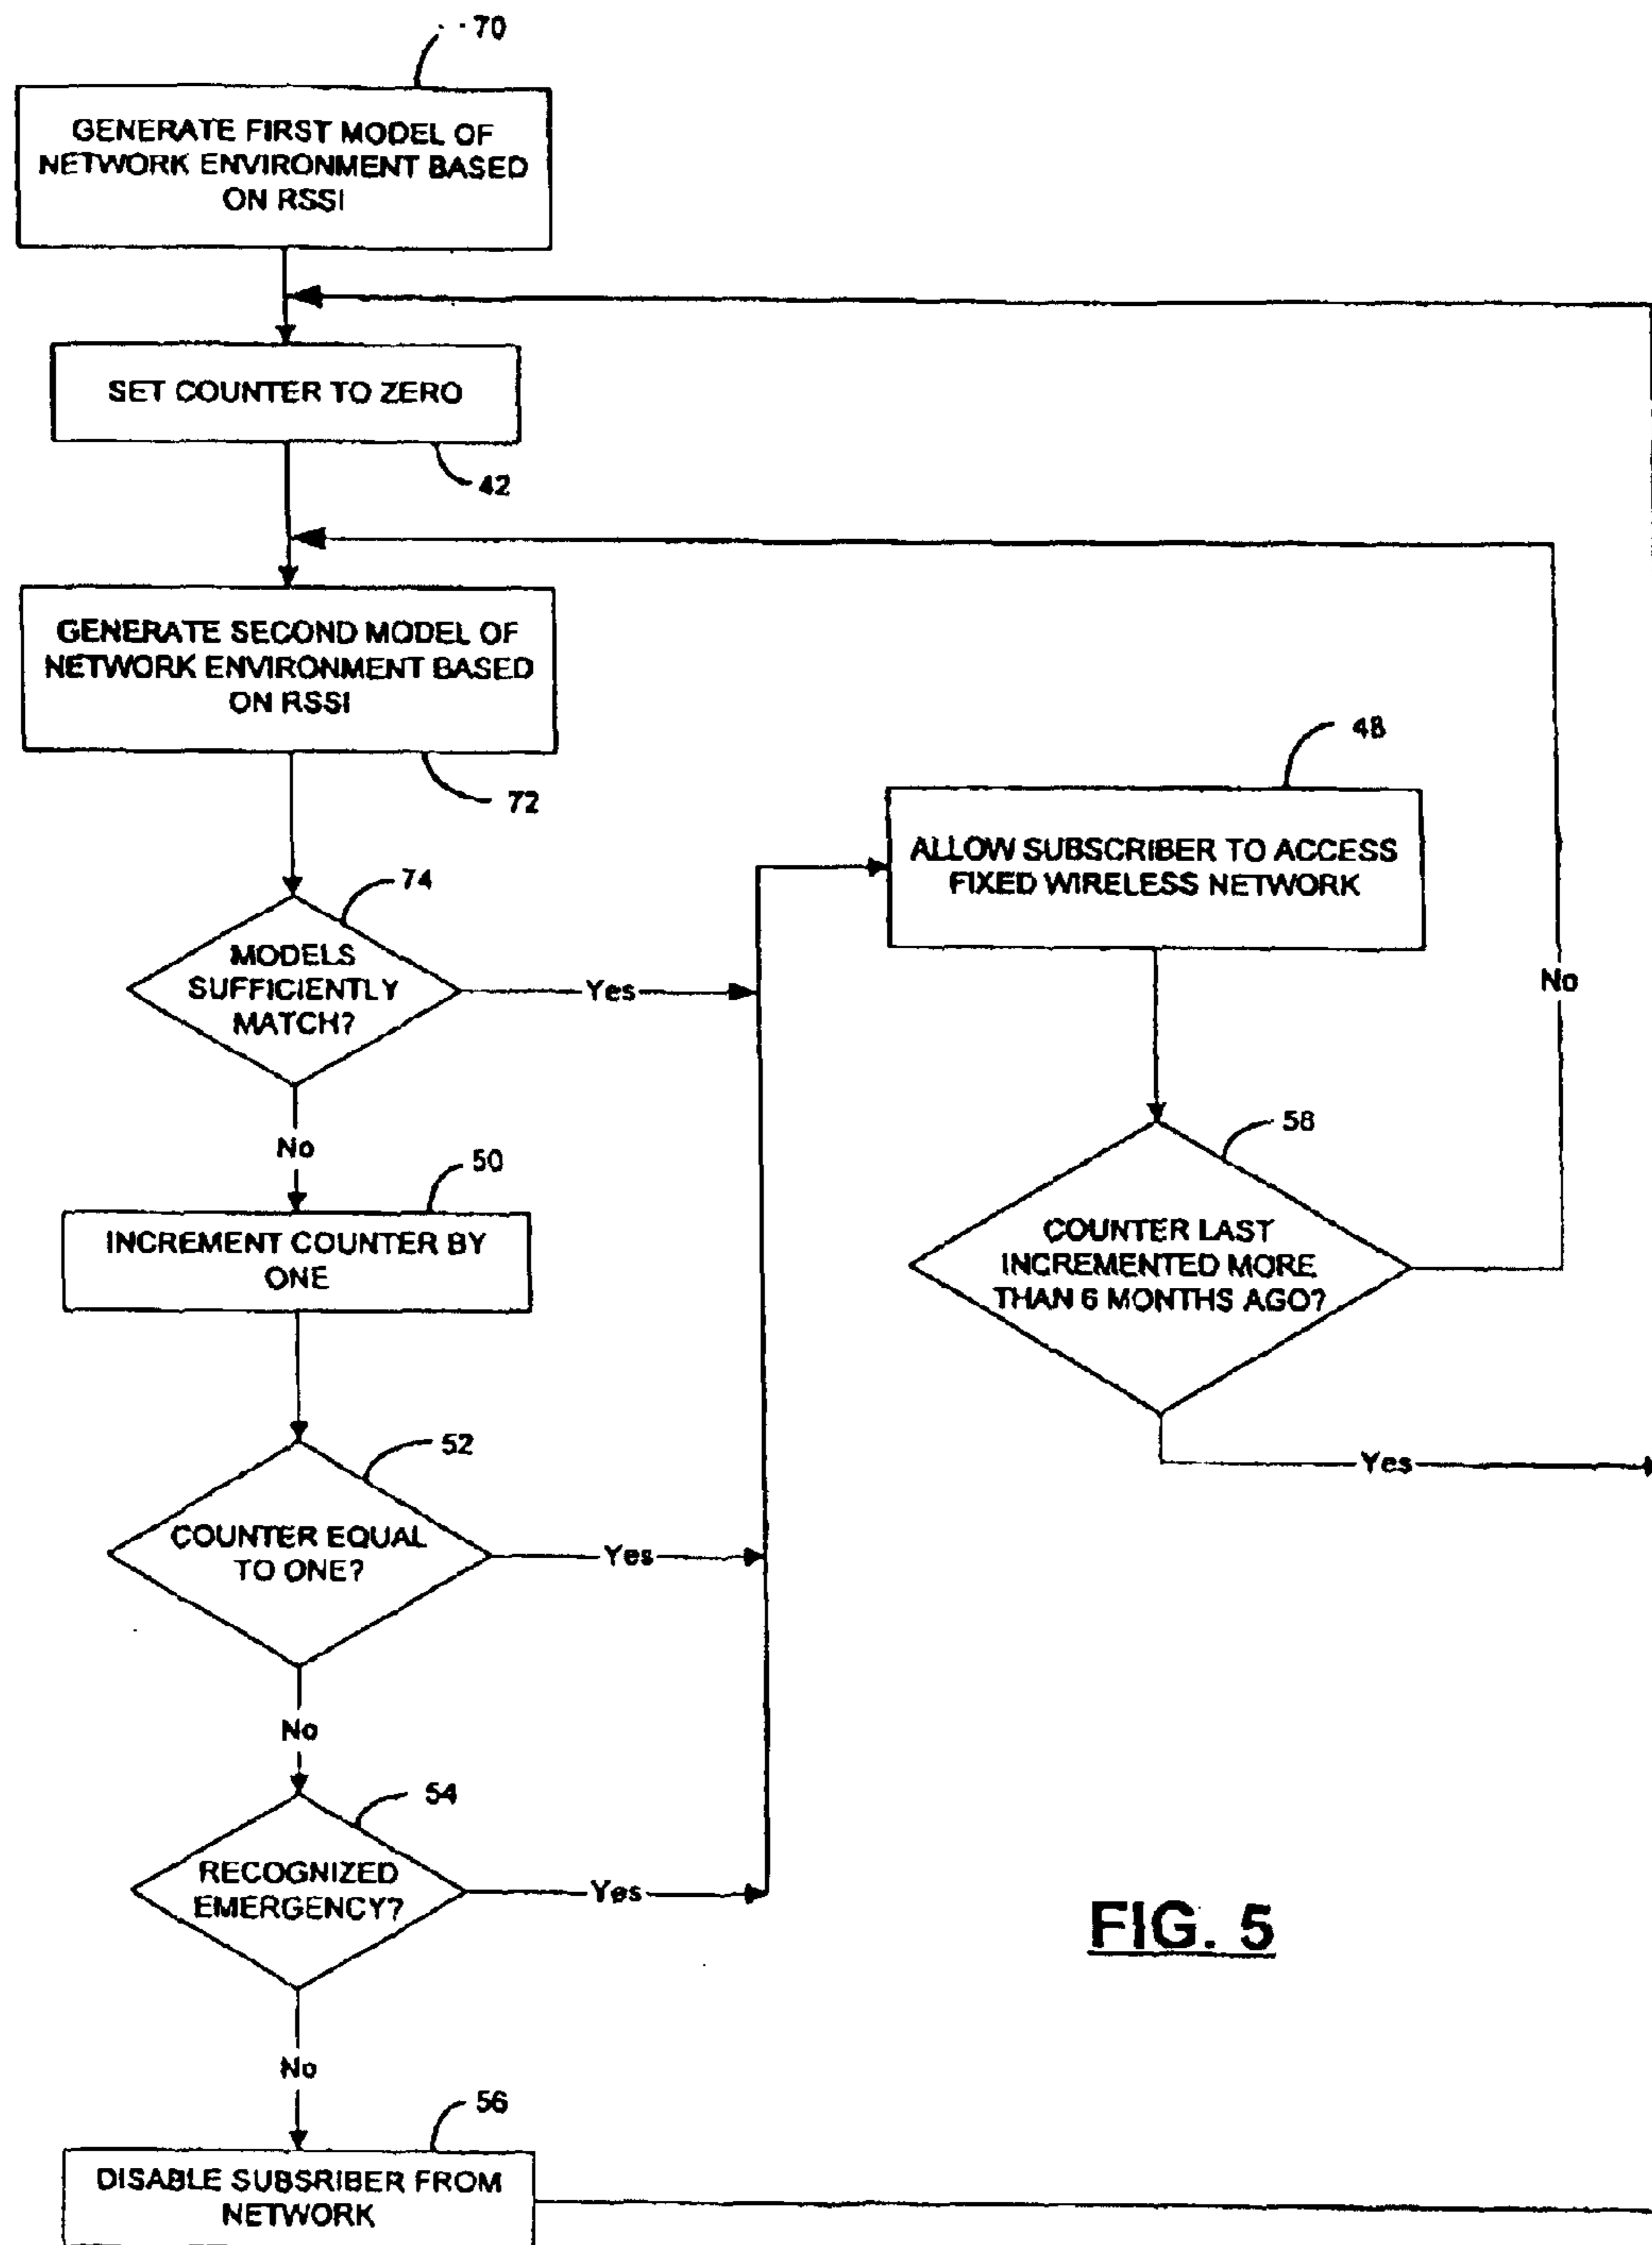 70
GENERATE FIRST MODEL OF
NETWORK ENVIRONMENT BASED
ON RSSI
SET COUNTER TO ZERO
42
GENERATE SECOND MODEL OF
NETWORK ENVIRONMENT BASED
ON RSSI
72
48
ALLOW SUBSCRIBER TO ACCESS
FIXED WIRELESS NETWORK
74
MODELS
SUFFICIENTLY
MATCH?
Yes
No
No
50
INCREMENT COUNTER BY
ONE
58
COUNTER LAST
INCREMENTED MORE
THAN 6 MONTHS AGO?
Yes
52
COUNTER EQUAL
TO ONE?
Yes
No
54
RECOGNIZED
EMERGENCY?
Yes
No
FIG. 5
56
DISABLE SUBSRIBER FROM
NETWORK